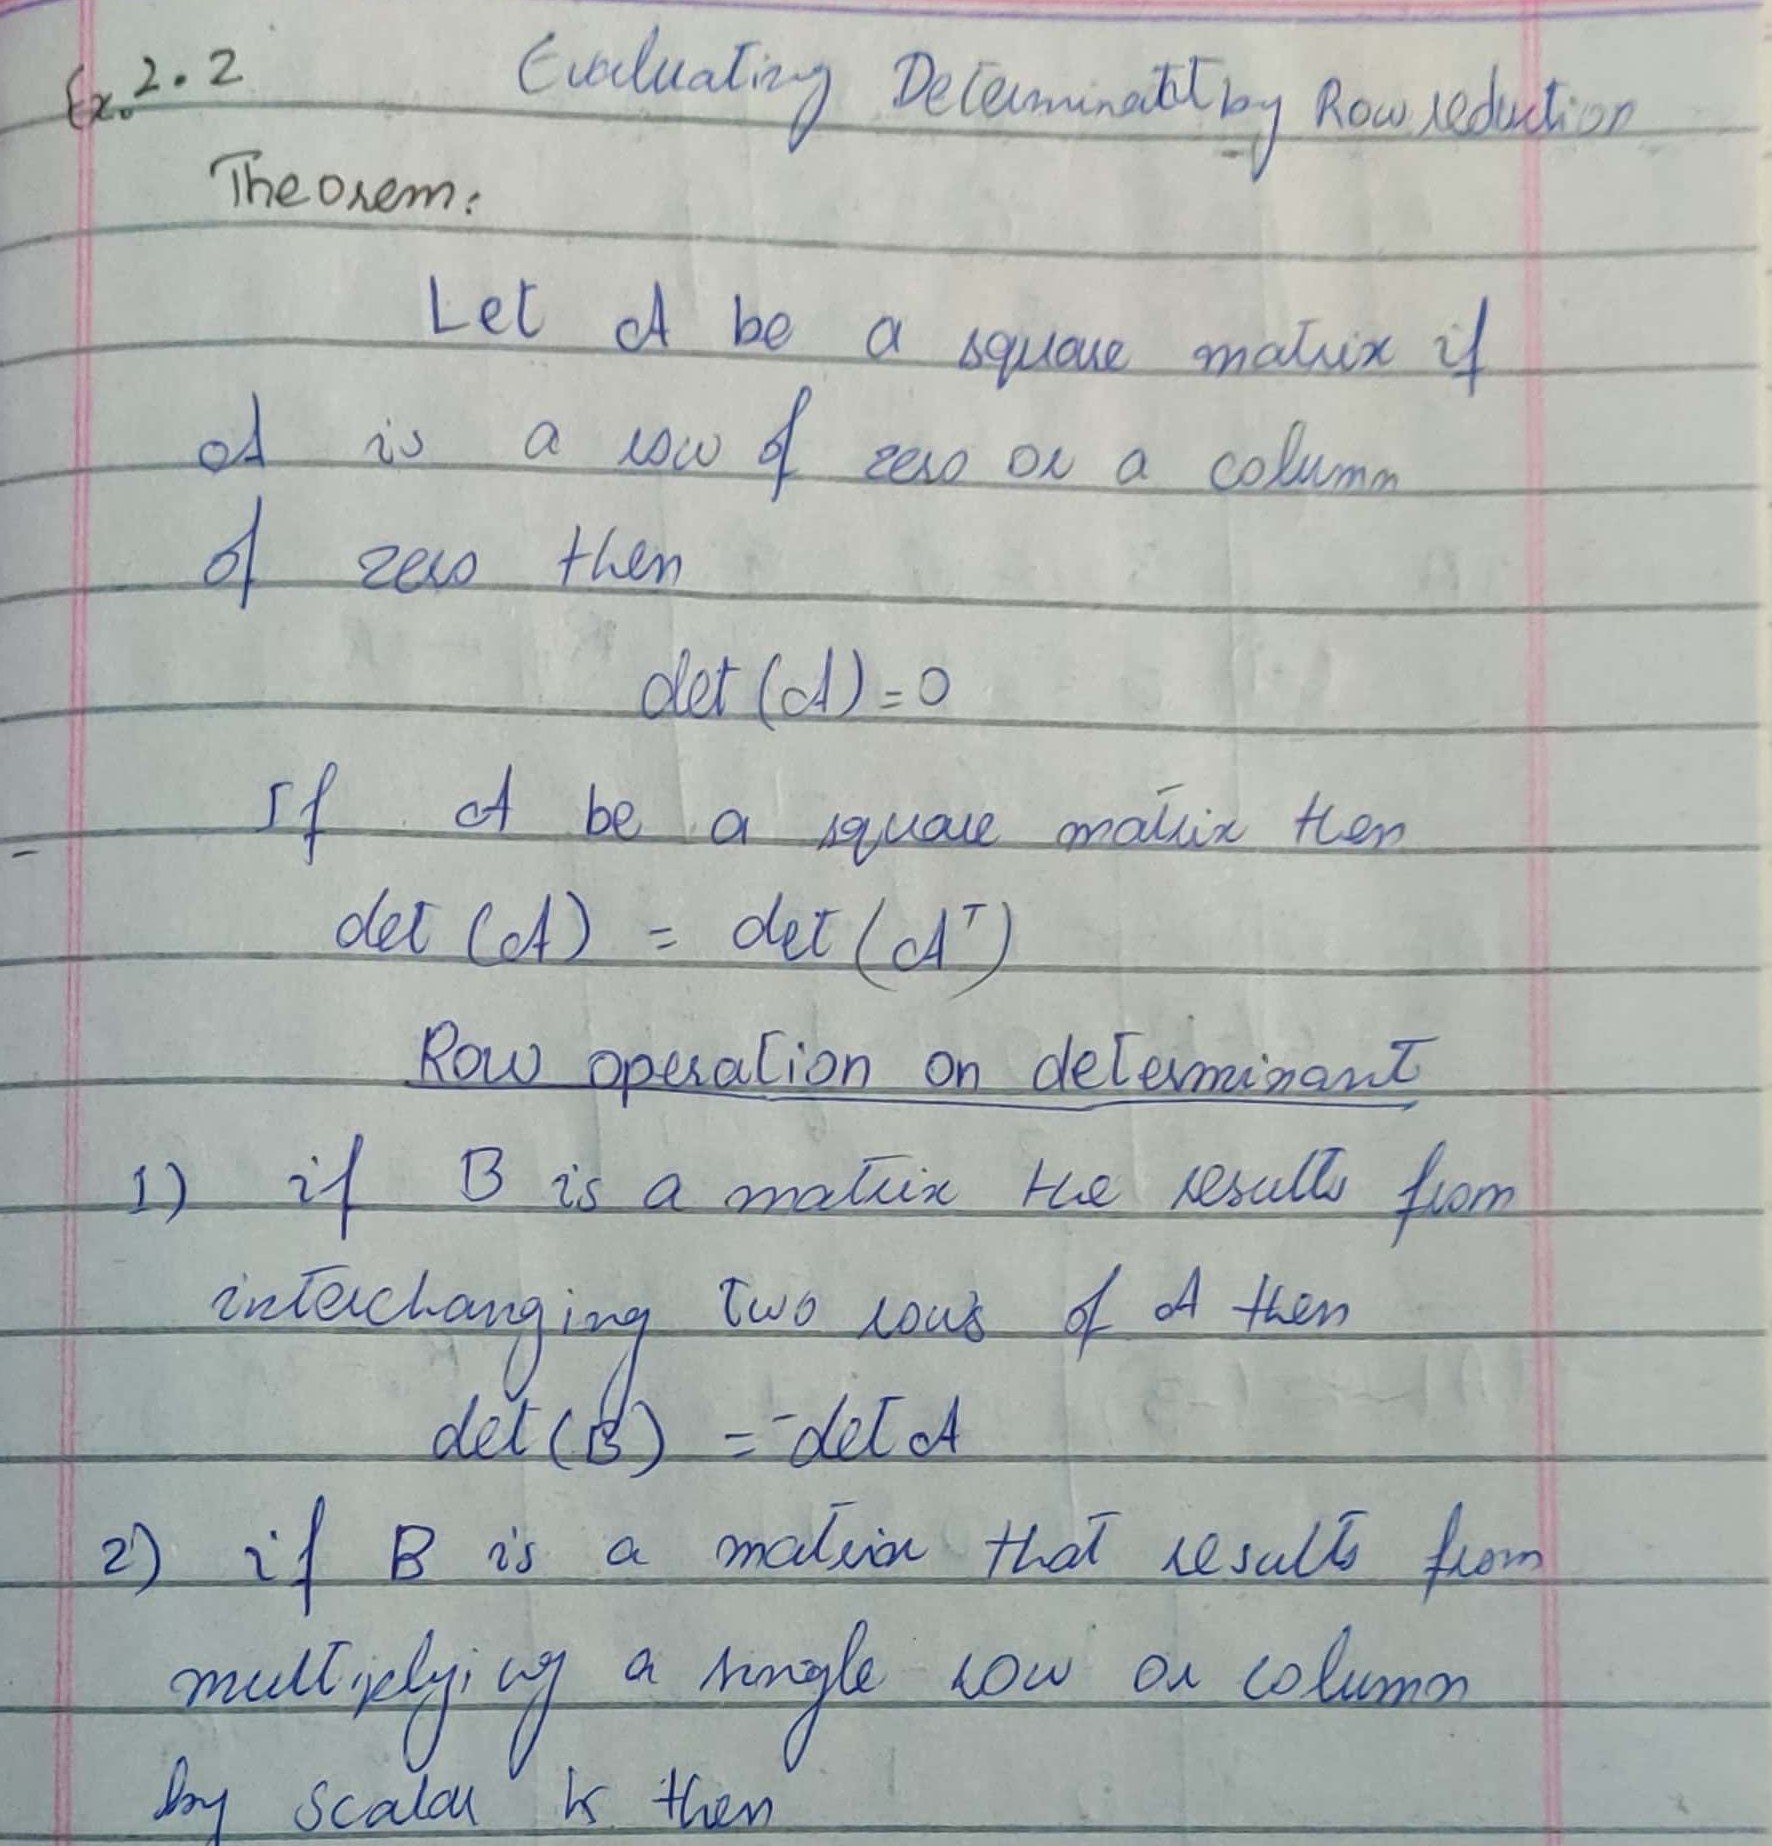 Ex. 2.2 Evaluating Determinatt by Row reduction
Theorem:
Let A be a square matrix if
A is a row of zero or a column
of zero then
det (A) = 0
If A be a square matrix then
det (A) = det (Aᵀ)
Row operation on determinant
1) if B is a matrix the results from
interchanging two rows of A then
det (B) = -det A
2) if B is a matrix that results from
multiplying a single row or column
by scalar k then